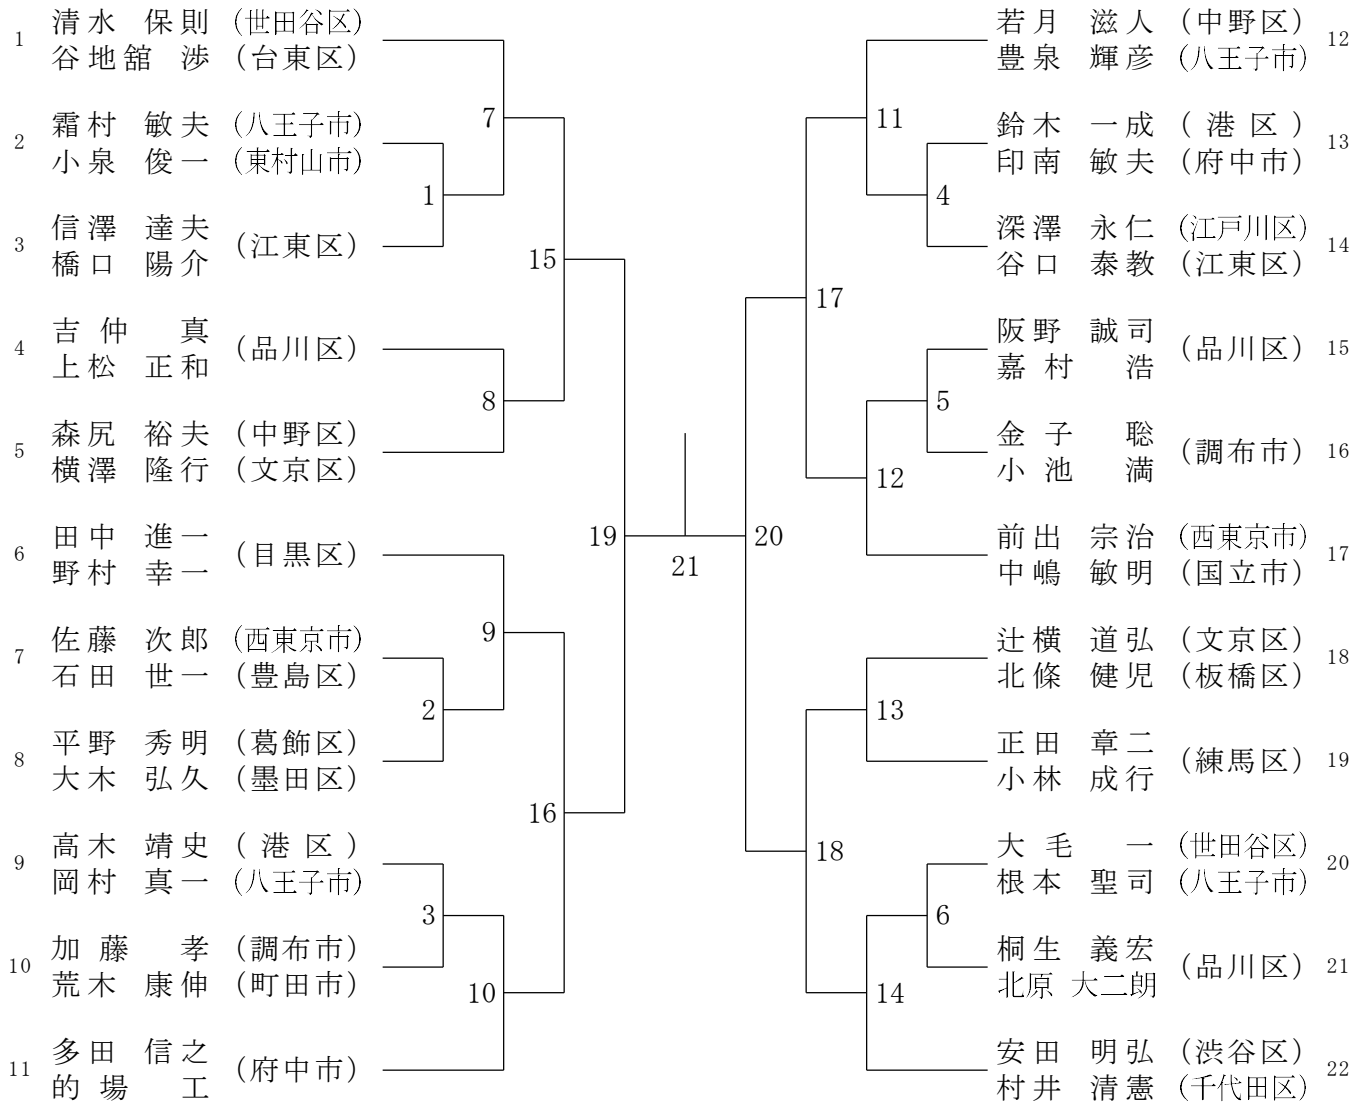 1 清水 保則 (世田谷区)
谷地舘 渉 (台東区)
2 霜村 敏夫 (八王子市)
小泉 俊一 (東村山市)
3 信澤 達夫 (江東区)
橋口 陽介
4 吉仲 真 (品川区)
上松 正和
5 森尻 裕夫 (中野区)
横澤 隆行 (文京区)
6 田中 進一 (目黒区)
野村 幸一
7 佐藤 次郎 (西東京市)
石田 世一 (豊島区)
8 平野 秀明 (葛飾区)
大木 弘久 (墨田区)
9 高木 靖史 (港区)
岡村 真一 (八王子市)
10 加藤 孝 (調布市)
荒木 康伸 (町田市)
11 多田 信之 (府中市)
的場 工
7
1
15
8
19
9
2
16
3
10
21
20
11
4
17
5
12
13
18
6
14
若月 滋人 (中野区) 12
豊泉 輝彦 (八王子市)
鈴木 一成 (港区) 13
印南 敏夫 (府中市)
深澤 永仁 (江戸川区) 14
谷口 泰教 (江東区)
阪野 誠司 (品川区) 15
嘉村 浩
金子 聡 (調布市) 16
小池 満
前出 宗治 (西東京市) 17
中嶋 敏明 (国立市)
辻横 道弘 (文京区) 18
北條 健児 (板橋区)
正田 章二 (練馬区) 19
小林 成行
大毛 一 (世田谷区) 20
根本 聖司 (八王子市)
桐生 義宏 (品川区) 21
北原 大二朗
安田 明弘 (渋谷区) 22
村井 清憲 (千代田区)